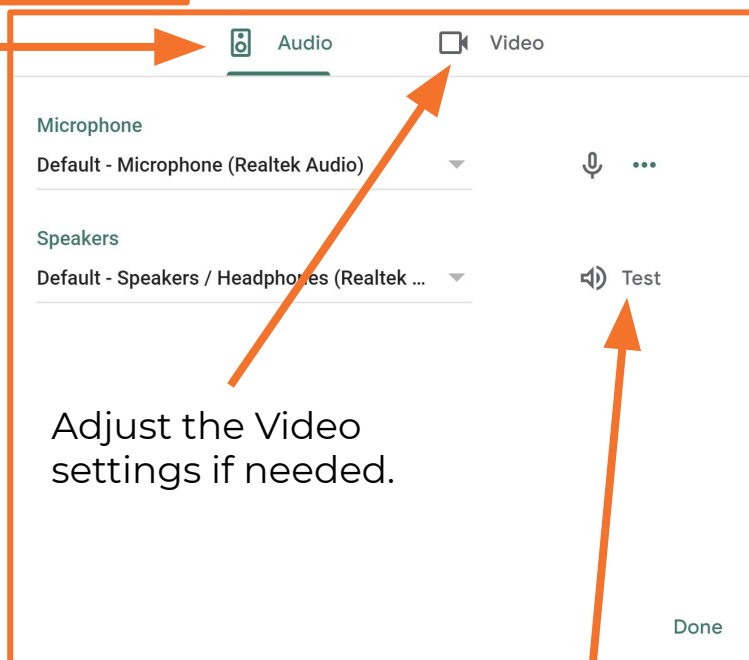 Audio
Video
Microphone
Default - Microphone (Realtek Audio)
Speakers
Default - Speakers / Headphones (Realtek ...
Test
Adjust the Video
settings if needed.
Done